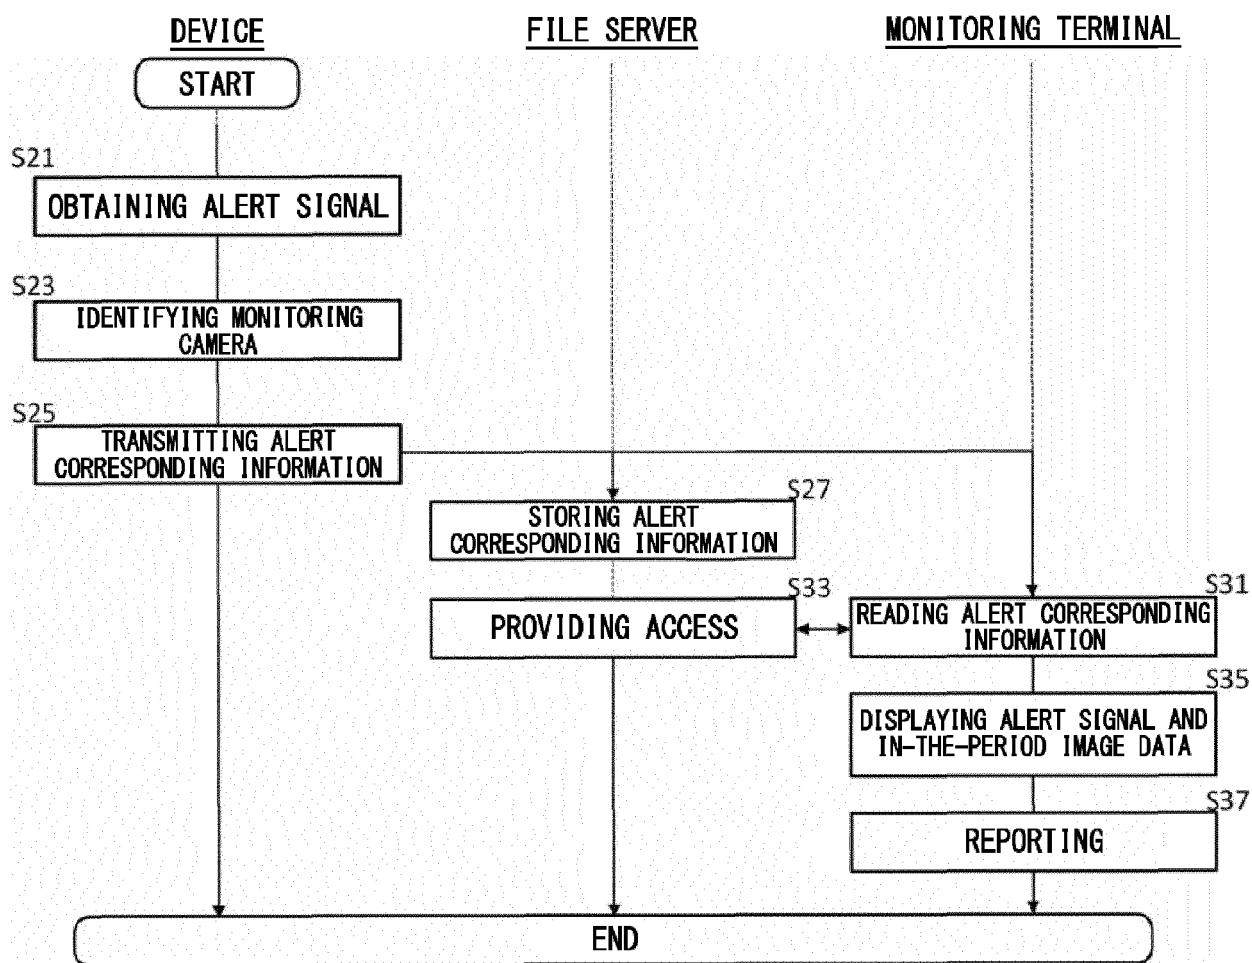 DEVICE
FILE SERVER
MONITORING TERMINAL
START
S21
OBTAINING ALERT SIGNAL
S23
IDENTIFYING MONITORING
CAMERA
S25
TRANSMITTING ALERT
CORRESPONDING INFORMATION
S27
STORING ALERT
CORRESPONDING INFORMATION
S33
PROVIDING ACCESS
S31
READING ALERT CORRESPONDING
INFORMATION
S35
DISPLAYING ALERT SIGNAL AND
IN-THE-PERIOD IMAGE DATA
S37
REPORTING
END